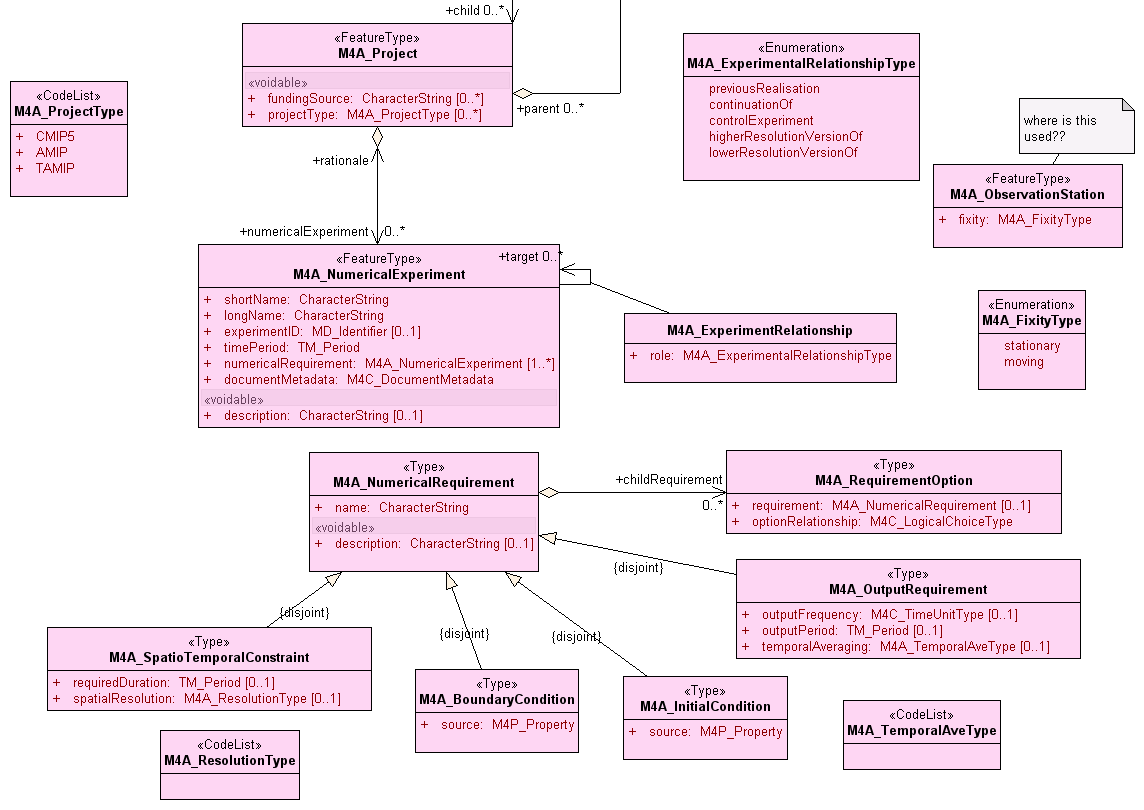 +child 0..*
«FeatureType»
M4A_Project
«voidable»
+ fundingSource: CharacterString [0..*]
+ projectType: M4A_ProjectType [0..*]
+parent 0..*
«CodeList»
M4A_ProjectType
+ CMIP5
+ AMIP
+ TAMIP
«Enumeration»
M4A_ExperimentalRelationshipType
previousRealisation
continuationOf
controlExperiment
higherResolutionVersionOf
lowerResolutionVersionOf
where is this
used??
«FeatureType»
M4A_ObservationStation
+ fixity: M4A_FixityType
+rationale
+numericalExperiment
0..*
«FeatureType»
M4A_NumericalExperiment
+ shortName: CharacterString
+ longName: CharacterString
+ experimentID: MD_Identifier [0..1]
+ timePeriod: TM_Period
+ numericalRequirement: M4A_NumericalExperiment [1..*]
+ documentMetadata: M4C_DocumentMetadata
«voidable»
+ description: CharacterString [0..1]
+target 0..*
M4A_ExperimentRelationship
+ role: M4A_ExperimentalRelationshipType
«Enumeration»
M4A_FixityType
stationary
moving
«Type»
M4A_NumericalRequirement
+ name: CharacterString
«voidable»
+ description: CharacterString [0..1]
+childRequirement
0..*
«Type»
M4A_RequirementOption
+ requirement: M4A_NumericalRequirement [0..1]
+ optionRelationship: M4C_LogicalChoiceType
{disjoint}
«Type»
M4A_OutputRequirement
+ outputFrequency: M4C_TimeUnitType [0..1]
+ outputPeriod: TM_Period [0..1]
+ temporalAveraging: M4A_TemporalAveType [0..1]
{disjoint}
{disjoint}
{disjoint}
«Type»
M4A_SpatioTemporalConstraint
+ requiredDuration: TM_Period [0..1]
+ spatialResolution: M4A_ResolutionType [0..1]
«Type»
M4A_BoundaryCondition
+ source: M4P_Property
«Type»
M4A_InitialCondition
+ source: M4P_Property
«CodeList»
M4A_TemporalAveType
«CodeList»
M4A_ResolutionType